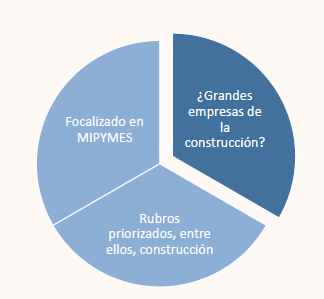 ¿Grandes
empresas de
la
construcción?
Focalizado en
MIPYMES
Rubros
priorizados, entre
ellos, construcción